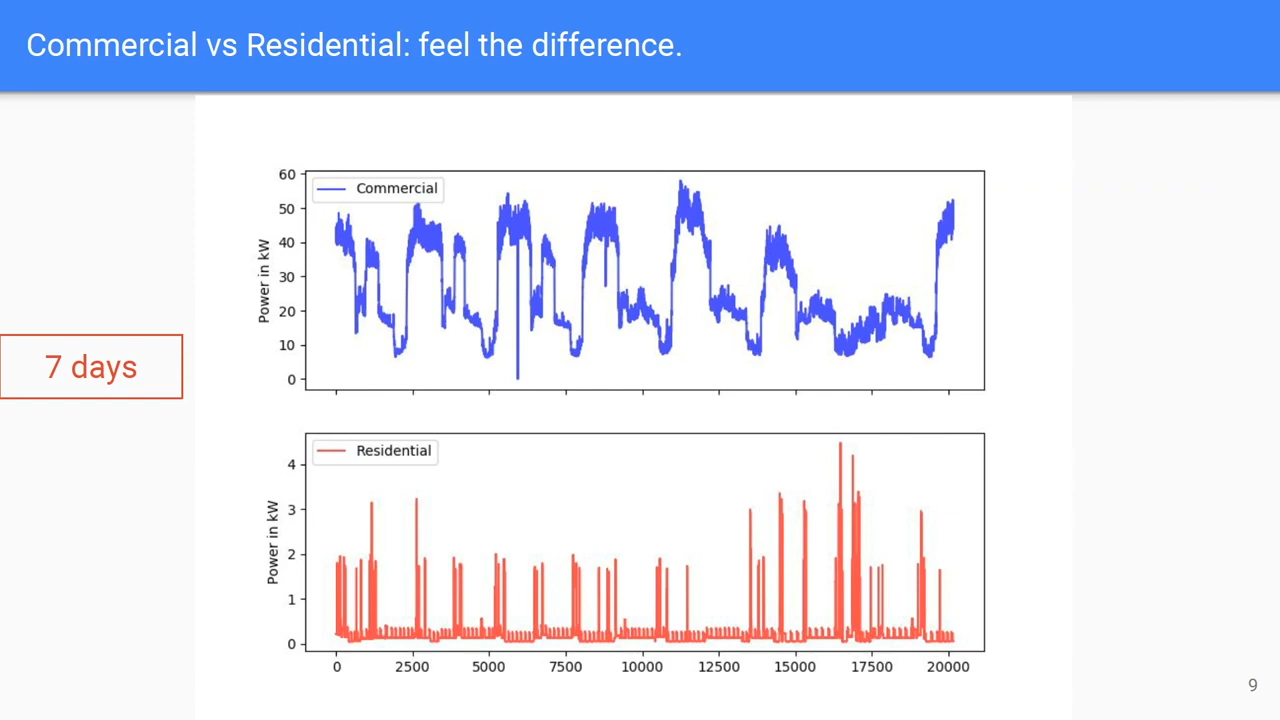 Commercial vs Residential: feel the difference.
7 days
Commercial
Power in kW
60
50
40
30
20
10
0
Residential
Power in kW
4
3
2
1
0
0 2500 5000 7500 10000 12500 15000 17500 20000
9